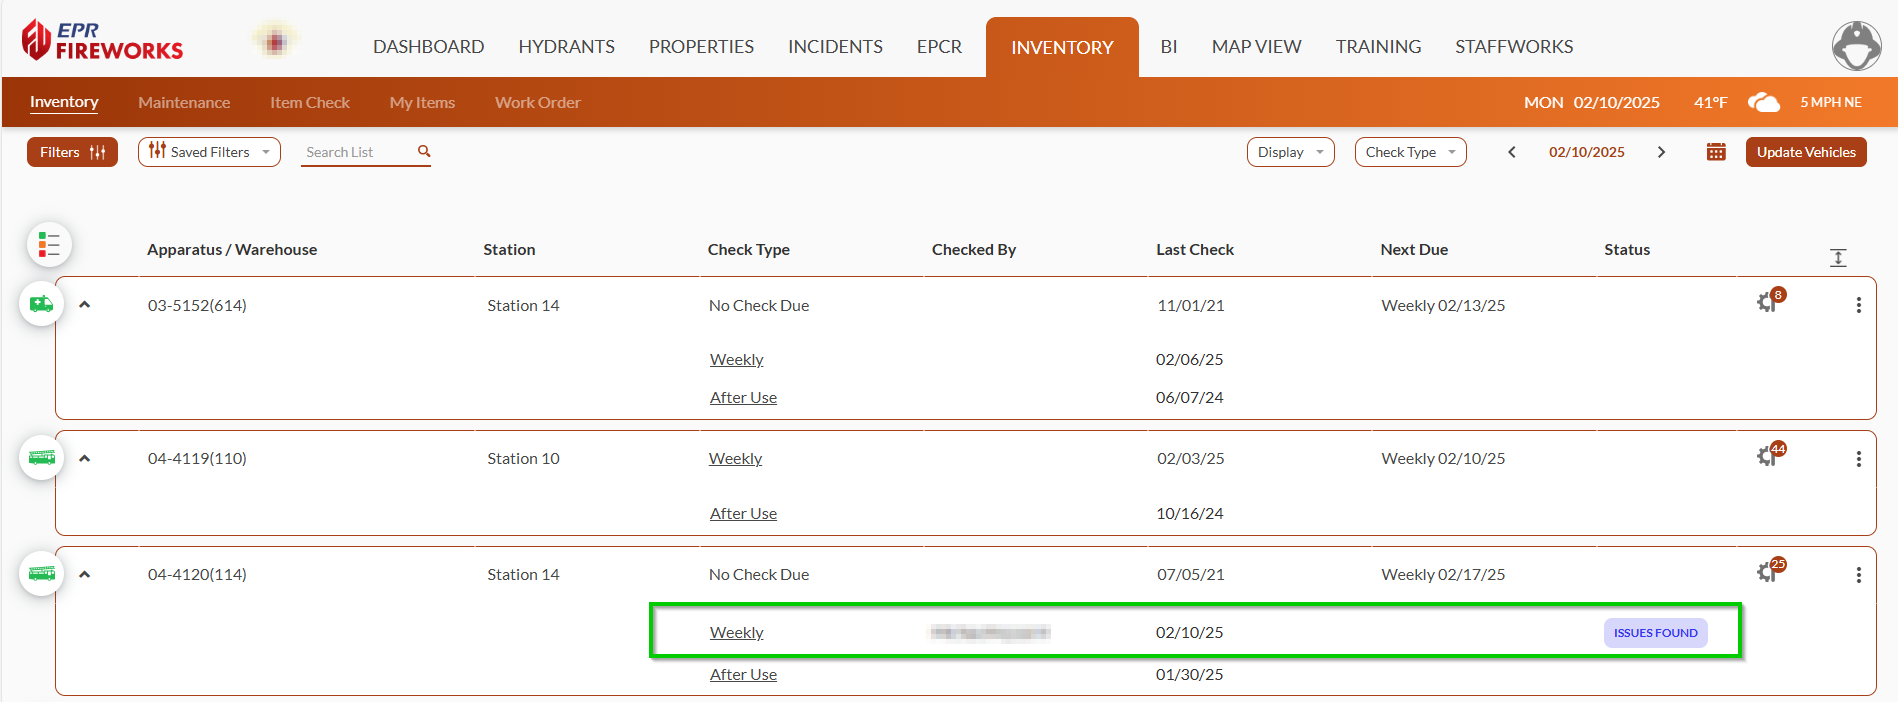 EPR
FIREWORKS
DASHBOARD HYDRANTS PROPERTIES INCIDENTS EPCR INVENTORY BI MAP VIEW TRAINING STAFFWORKS
Inventory Maintenance Item Check My Items Work Order MON 02/10/2025 41°F 5 MPH NE
Filters Saved Filters Search List Display Check Type 02/10/2025 Update Vehicles
Apparatus / Warehouse Station Check Type Checked By Last Check Next Due Status
03-5152(614) Station 14 No Check Due 11/01/21 Weekly 02/13/25 8
Weekly 02/06/25
After Use 06/07/24
04-4119(110) Station 10 Weekly 02/03/25 Weekly 02/10/25 44
After Use 10/16/24
04-4120(114) Station 14 No Check Due 07/05/21 Weekly 02/17/25 25
Weekly 02/10/25 ISSUES FOUND
After Use 01/30/25